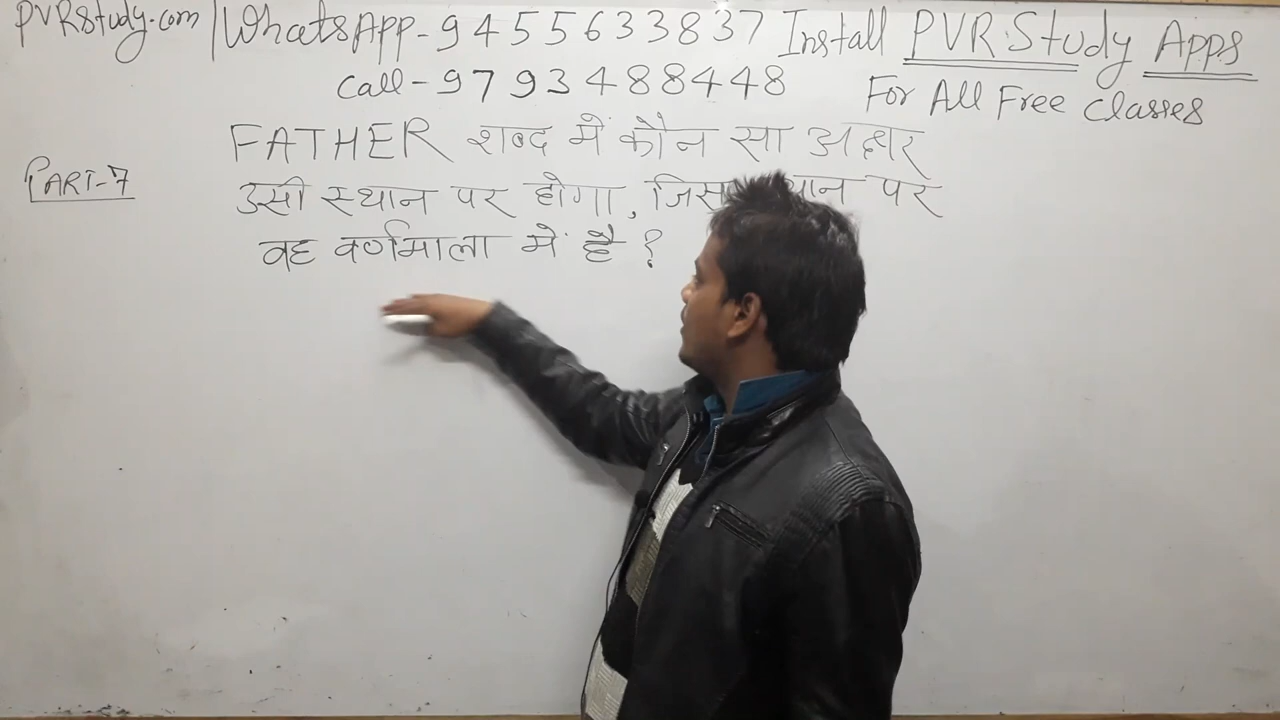 PVRStudy.com | WhatsApp-9455633837 Install PVR Study Apps
Call-9793488448 For All Free Classes
FATHER शब्द में कौन सा अक्षर
PART-7
उसी स्थान पर होगा, पर
वह वर्णमाला में है ?